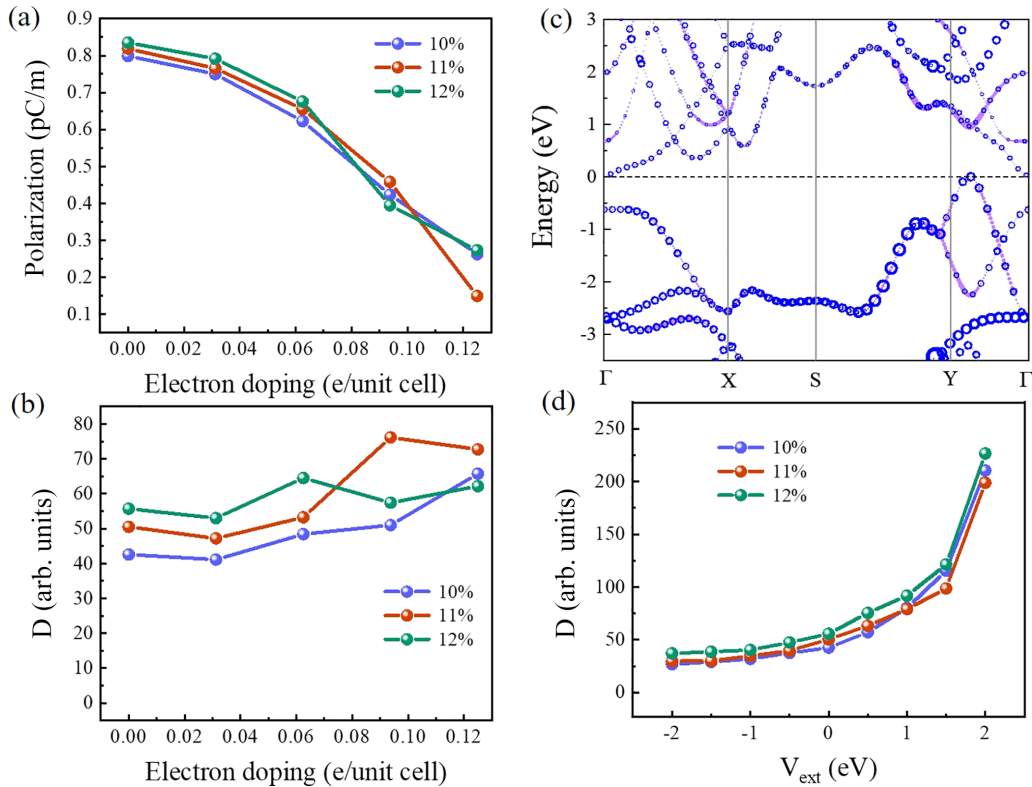 (a)
0.9
0.8
0.7
0.6
0.5
0.4
0.3
0.2
0.1
Polarization (pC/m)
10%
11%
12%
0.00 0.02 0.04 0.06 0.08 0.10 0.12
Electron doping (e/unit cell)
(c)
3
2
1
0
-1
-2
-3
Energy (eV)
Γ X S Y Γ
(b)
80
70
60
50
40
30
20
10
0
D (arb. units)
10%
11%
12%
0.00 0.02 0.04 0.06 0.08 0.10 0.12
Electron doping (e/unit cell)
(d)
250
200
150
100
50
0
D (arb. units)
10%
11%
12%
-2 -1 0 1 2
V_ext (eV)